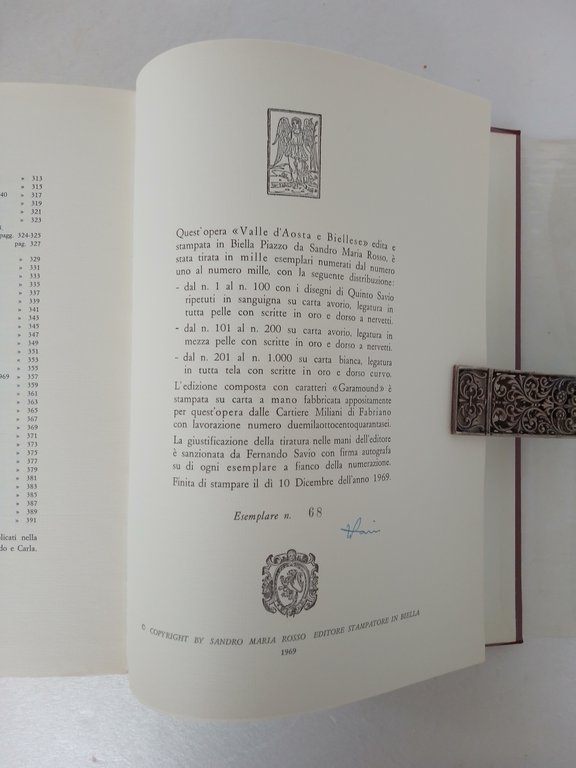 » 313
» 315
40 » 317
» 319
» 321
» 323
pagg. 324-325
pag. 327
» 329
» 331
» 333
» 335
» 339
» 341
» 343
» 345
» 347
» 351
» 353
» 355
1969 » 357
» 359
» 361
» 363
» 365
» 367
» 369
» 371
» 373
» 375
» 377
» 379
» 381
» 383
» 385
» 387
» 391
plicati nella
do e Carla.
Quest'opera «Valle d'Aosta e Biellese» edita e
stampata in Biella Piazzo da Sandro Maria Rosso, è
stata tirata in mille esemplari numerati dal numero
uno al numero mille, con la seguente distribuzione:
- dal n. 1 al n. 100 con i disegni di Quinto Savio
ripetuti in sanguigna su carta avorio, legatura in
tutta pelle con scritte in oro e dorso a nervetti.
- dal n. 101 al n. 200 su carta avorio, legatura in
mezza pelle con scritte in oro e dorso a nervetti.
- dal n. 201 al n. 1.000 su carta bianca, legatura
in tutta tela con scritte in oro e dorso curvo.
L'edizione composta con caratteri «Garamound» è
stampata su carta a mano fabbricata appositamente
per quest'opera dalle Cartiere Miliani di Fabriano
con lavorazione numero duemilaottocentoquarantasei.
La giustificazione della tiratura nelle mani dell'editore
è sanzionata da Fernando Savio con firma autografa
su di ogni esemplare a fianco della numerazione.
Finita di stampare il dì 10 Dicembre dell'anno 1969.
Esemplare n. 68
© COPYRIGHT BY SANDRO MARIA ROSSO EDITORE STAMPATORE IN BIELLA
1969